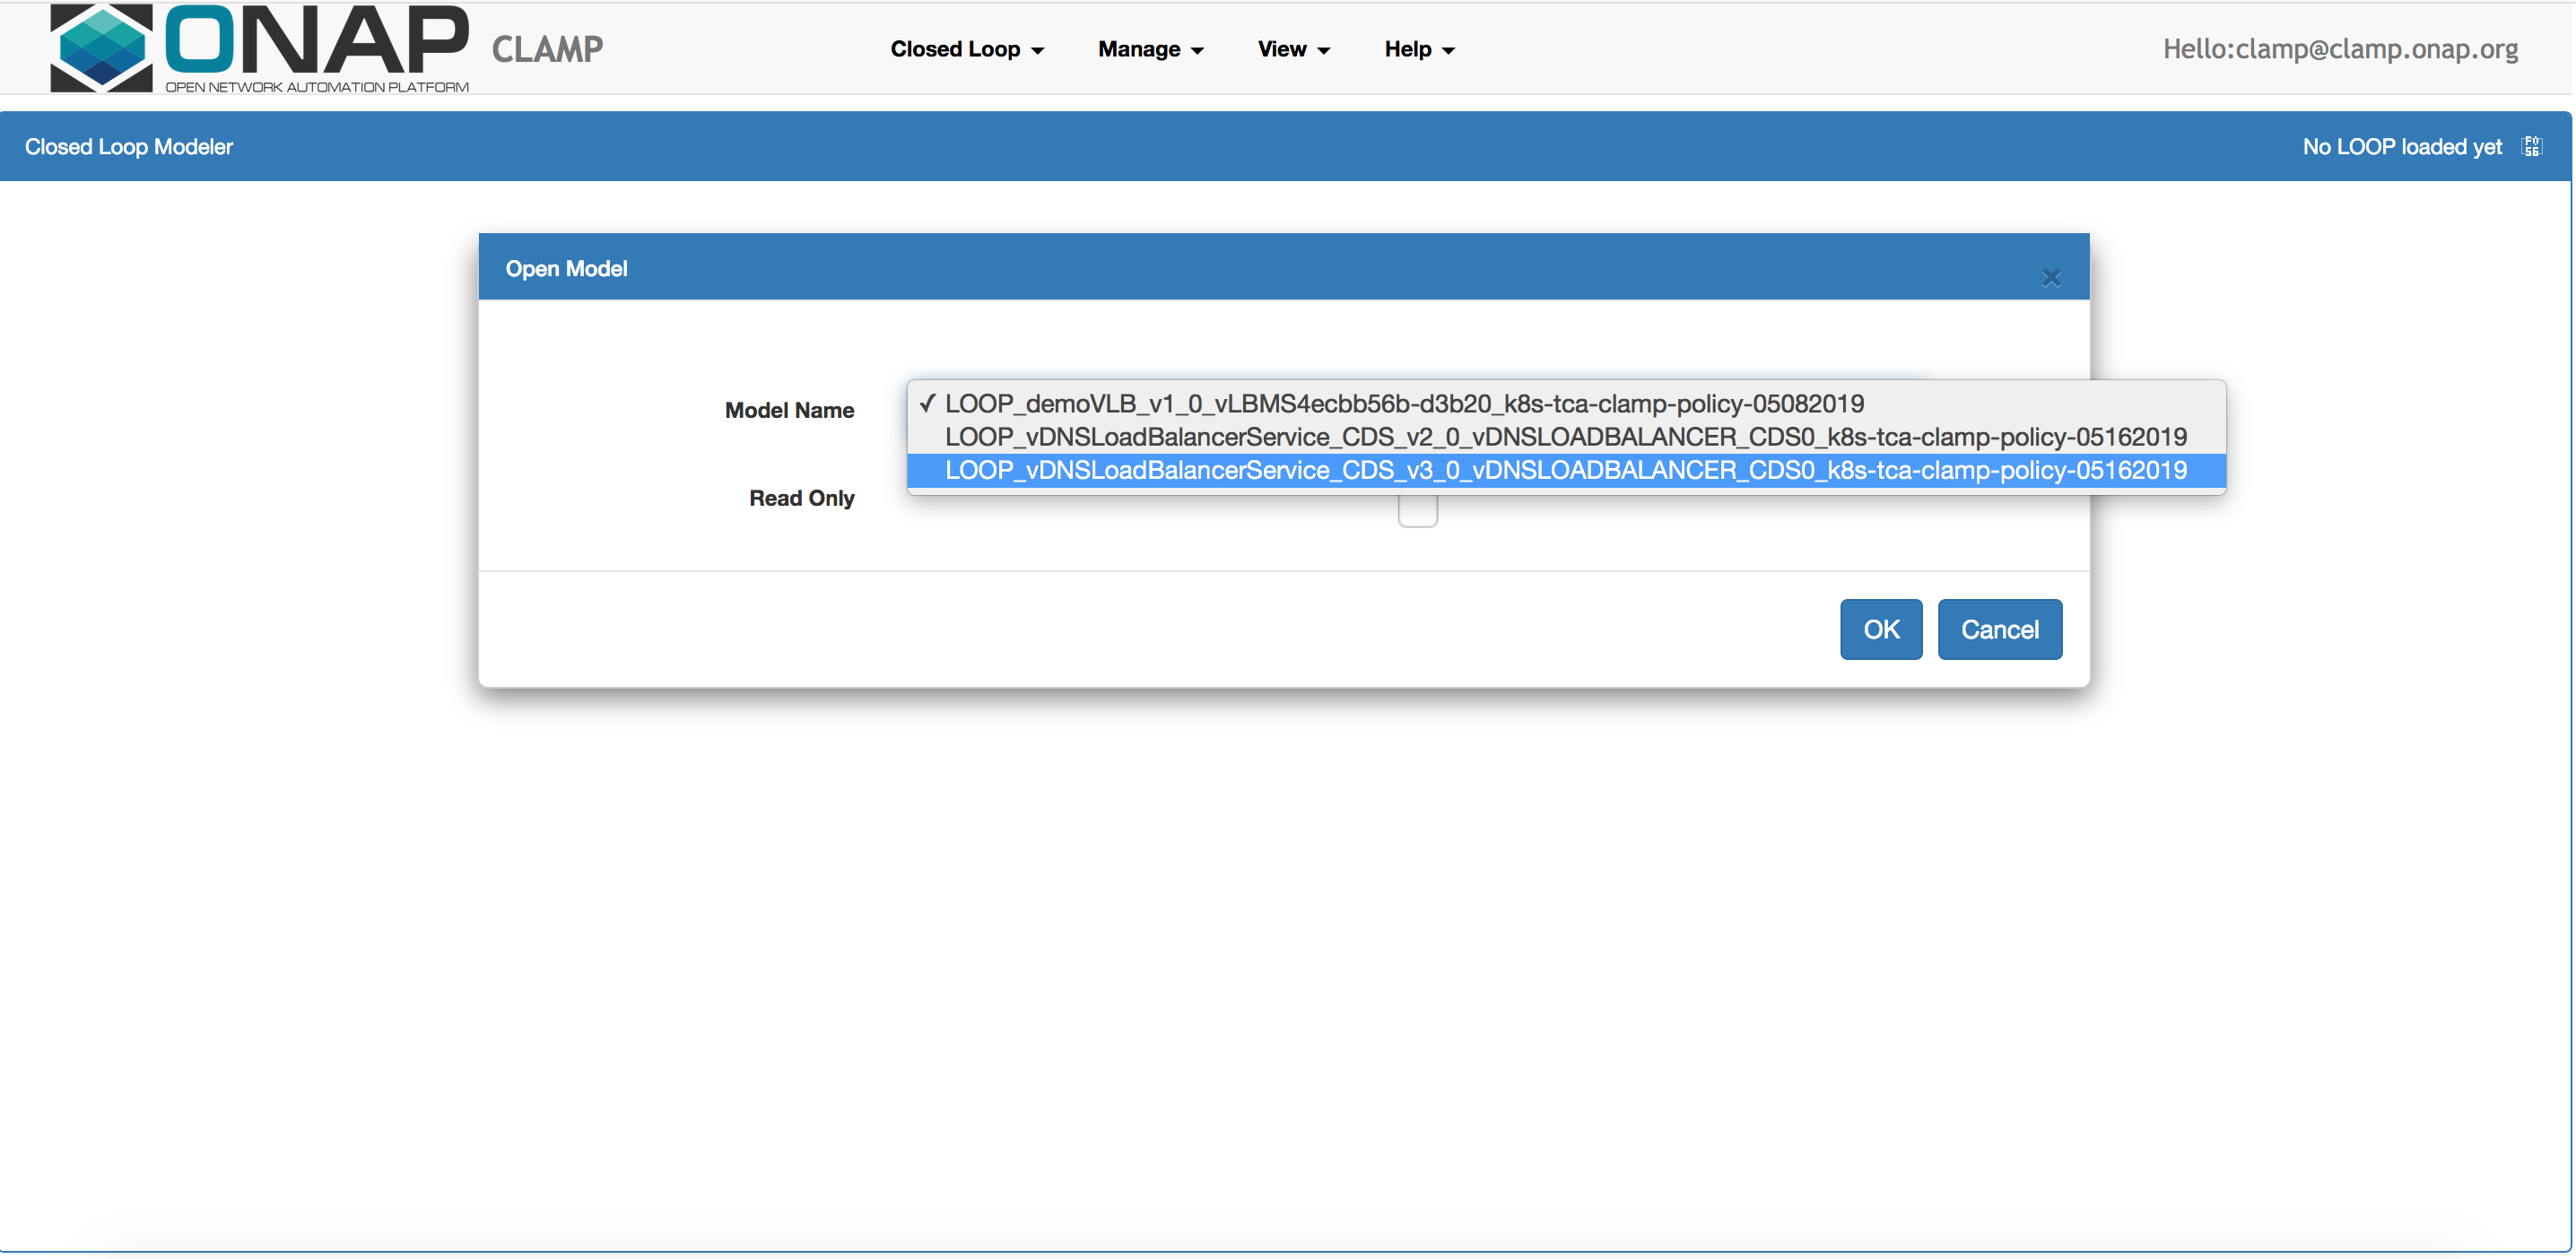 ONAP
OPEN NETWORK AUTOMATION PLATFORM
CLAMP
Closed Loop
Manage
View
Help
Hello:clamp@clamp.onap.org
Closed Loop Modeler
No LOOP loaded yet
F0
56
Open Model
×
Model Name
✓ LOOP_demoVLB_v1_0_vLBMS4ecbb56b-d3b20_k8s-tca-clamp-policy-05082019
LOOP_vDNSLoadBalancerService_CDS_v2_0_vDNSLOADBALANCER_CDS0_k8s-tca-clamp-policy-05162019
LOOP_vDNSLoadBalancerService_CDS_v3_0_vDNSLOADBALANCER_CDS0_k8s-tca-clamp-policy-05162019
Read Only
OK
Cancel